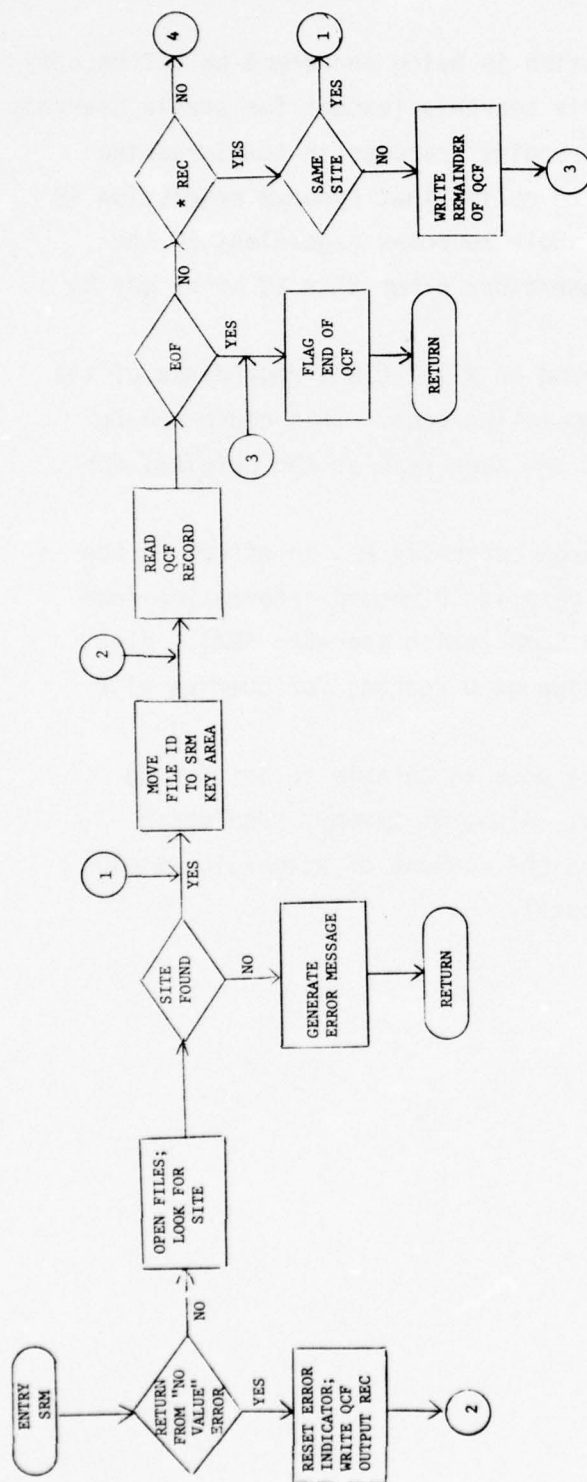 ENTRY
SRM
RETURN
FROM "NO
VALUE"
ERROR
NO
YES
RESET ERROR
INDICATOR;
WRITE QCF
OUTPUT REC
2
OPEN FILES;
LOOK FOR
SITE
SITE
FOUND
NO
GENERATE
ERROR MESSAGE
RETURN
YES
1
MOVE
FILE ID
TO SRM
KEY AREA
2
READ
QCF
RECORD
EOF
NO
YES
3
FLAG
END OF
QCF
RETURN
* REC
NO
4
YES
SAME
SITE
YES
1
NO
WRITE
REMAINDER
OF QCF
3